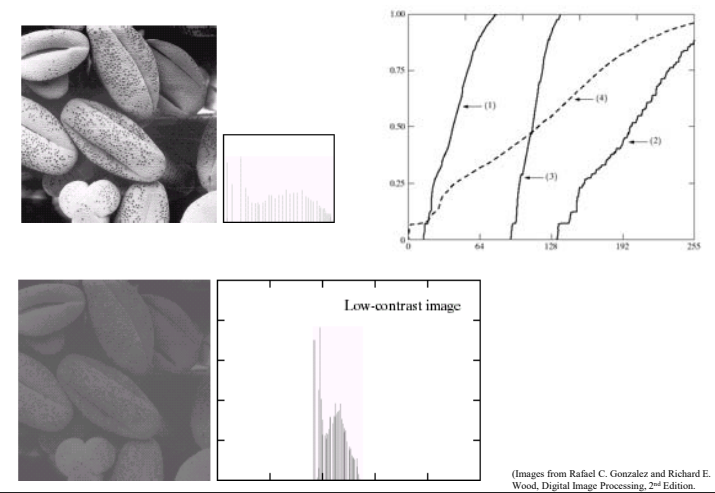 1.00
0.75
0.50
0.25
0
0 64 128 192 255
(1)
(4)
(2)
(3)
Low-contrast image
(Images from Rafael C. Gonzalez and Richard E.
Wood, Digital Image Processing, 2nd Edition.